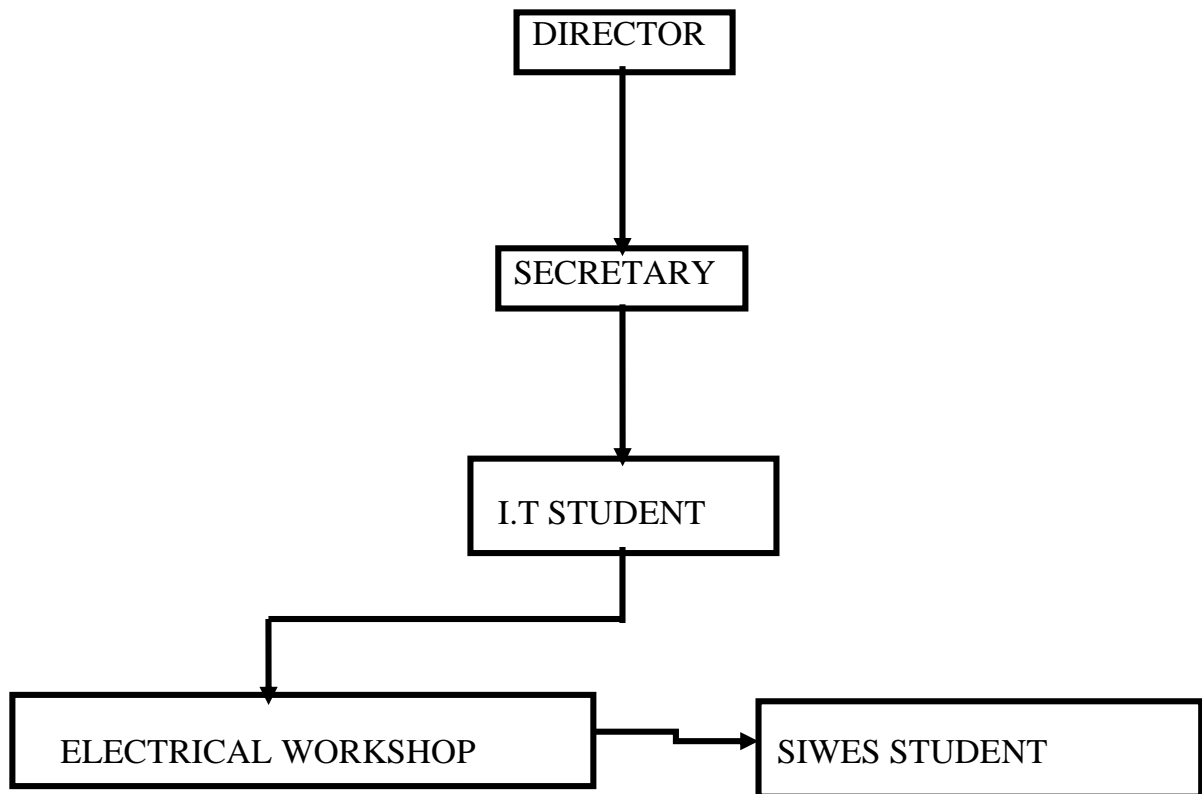 DIRECTOR
SECRETARY
I.T STUDENT
ELECTRICAL WORKSHOP
SIWES STUDENT